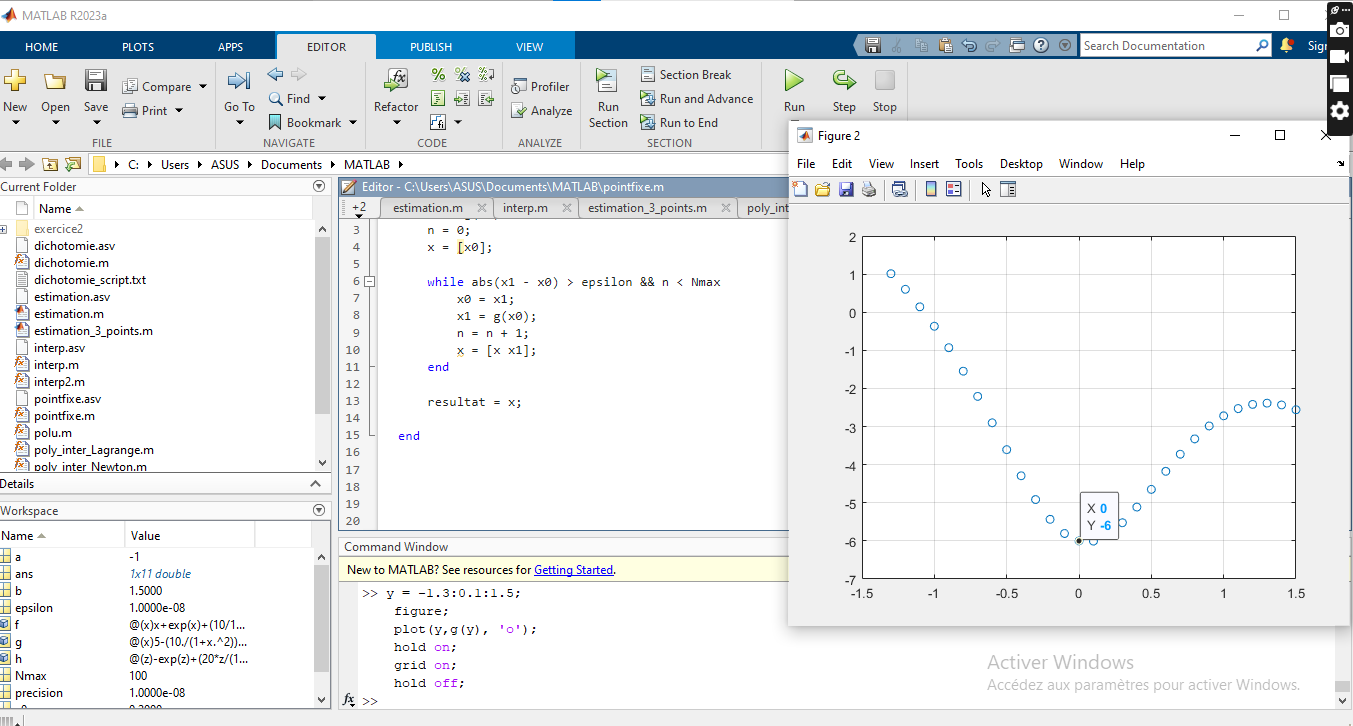 MATLAB R2023a
HOME PLOTS APPS EDITOR PUBLISH VIEW
Search Documentation
New Open Save Compare Print
FILE
Go To Find Bookmark
NAVIGATE
Refactor
CODE
Profiler
Analyze
ANALYZE
Run Section
Section Break
Run and Advance
Run to End
SECTION
Run Step Stop
C: Users ASUS Documents MATLAB
Current Folder
Name
exercice2
dichotomie.asv
dichotomie.m
dichotomie_script.txt
estimation.asv
estimation.m
estimation_3_points.m
interp.asv
interp.m
interp2.m
pointfixe.asv
pointfixe.m
polu.m
poly_inter_Lagrange.m
poly_inter_Newton.m
Details
Workspace
Name Value
a -1
ans 1x11 double
b 1.5000
epsilon 1.0000e-08
f @(x)x+exp(x)+(10/1...
g @(x)5-(10./(1+x.^2))...
h @(z)-exp(z)+(20*z/(1...
Nmax 100
precision 1.0000e-08
Editor - C:\Users\ASUS\Documents\MATLAB\pointfixe.m
+2 estimation.m interp.m estimation_3_points.m poly_int
3 n = 0;
4 x = [x0];
5
6 while abs(x1 - x0) > epsilon && n < Nmax
7 x0 = x1;
8 x1 = g(x0);
9 n = n + 1;
10 x = [x x1];
11 end
12
13 resultat = x;
14
15 end
16
17
18
19
20
Command Window
New to MATLAB? See resources for Getting Started.
>> y = -1.3:0.1:1.5;
figure;
plot(y,g(y), 'o');
hold on;
grid on;
hold off;
fx >>
Figure 2
File Edit View Insert Tools Desktop Window Help
2
1
0
-1
-2
-3
-4
-5
-6
-7
X 0
Y -6
-1.5 -1 -0.5 0 0.5 1 1.5
Activer Windows
Accédez aux paramètres pour activer Windows.